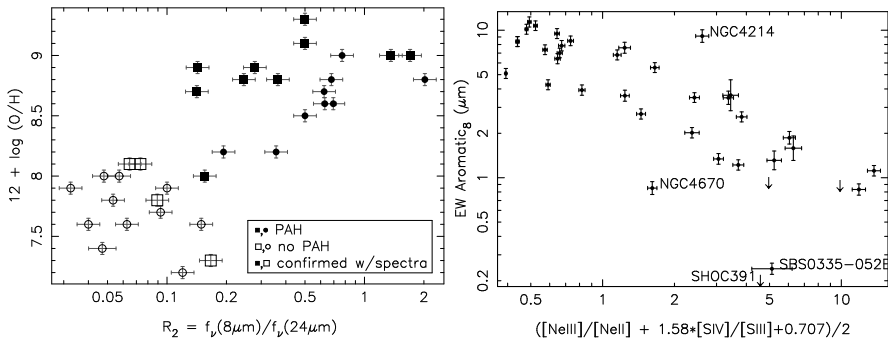 9
8.5
8
7.5
12 + log (O/H)
PAH
no PAH
confirmed w/spectra
0.05 0.1 0.2 0.5 1 2
R₂ = fᵥ(8μm)/fᵥ(24μm)
10
5
2
1
0.5
0.2
EW Aromatic₈ (μm)
NGC4214
NGC4670
SBS0335-052E
SHOC391
0.5 1 2 5 10
([NeIII]/[NeII] + 1.58*[SIV]/[SIII]+0.707)/2